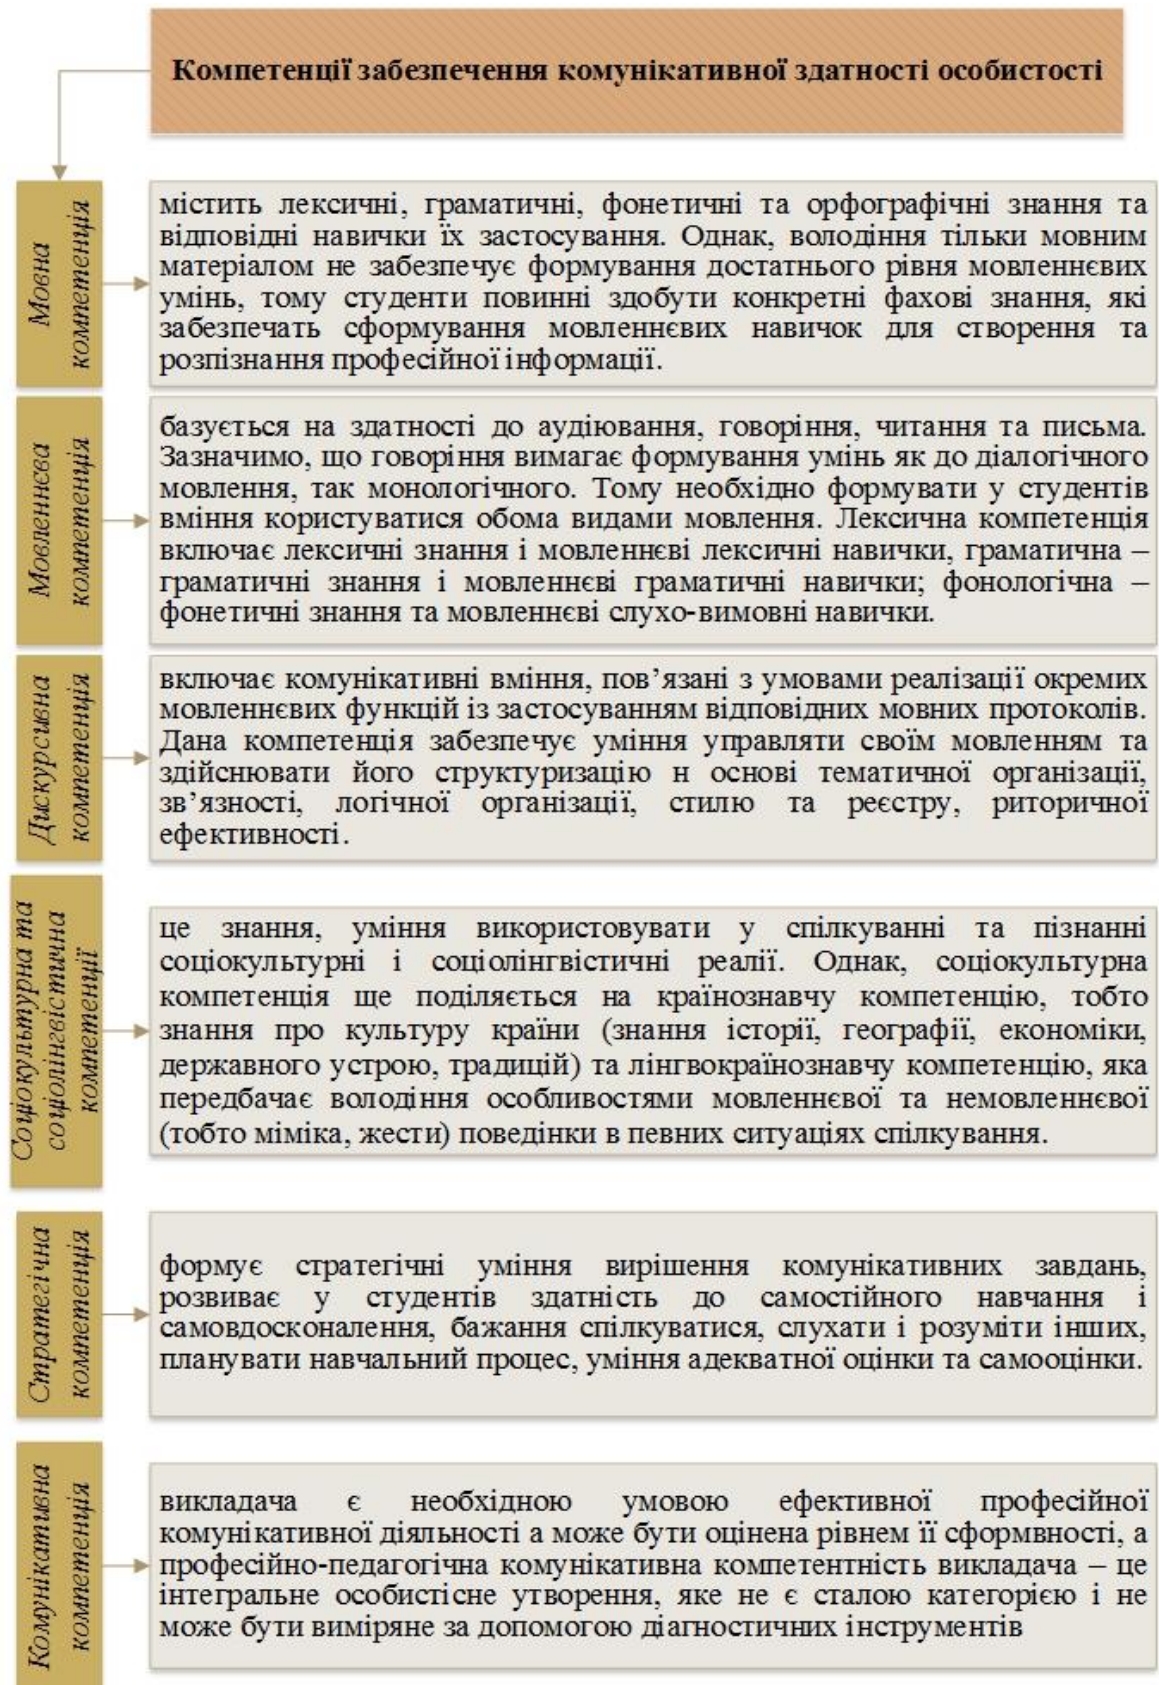 Компетенції забезпечення комунікативної здатності особистості
Мовна
компетенція
містить лексичні, граматичні, фонетичні та орфографічні знання та
відповідні навички їх застосування. Однак, володіння тільки мовним
матеріалом не забезпечує формування достатнього рівня мовленнєвих
умінь, тому студенти повинні здобути конкретні фахові знання, які
забезпечать сформування мовленнєвих навичок для створення та
розпізнання професійної інформації.
Мовленнєва
компетенція
базується на здатності до аудіювання, говоріння, читання та письма.
Зазначимо, що говоріння вимагає формування умінь як до діалогічного
мовлення, так монологічного. Тому необхідно формувати у студентів
вміння користуватися обома видами мовлення. Лексична компетенція
включає лексичні знання і мовленнєві лексичні навички, граматична –
граматичні знання і мовленнєві граматичні навички; фонологічна –
фонетичні знання та мовленнєві слухо-вимовні навички.
Дискурсивна
компетенція
включає комунікативні вміння, пов’язані з умовами реалізації окремих
мовленнєвих функцій із застосуванням відповідних мовних протоколів.
Дана компетенція забезпечує уміння управляти своїм мовленням та
здійснювати його структуризацію н основі тематичної організації,
зв’язності, логічної організації, стилю та реєстру, риторичної
ефективності.
Соціокультурна та
соціолінгвістична
компетенції
це знання, уміння використовувати у спілкуванні та пізнанні
соціокультурні і соціолінгвістичні реалії. Однак, соціокультурна
компетенція ще поділяється на країнознавчу компетенцію, тобто
знання про культуру країни (знання історії, географії, економіки,
державного устрою, традицій) та лінгвокраїнознавчу компетенцію, яка
передбачає володіння особливостями мовленнєвої та немовленнєвої
(тобто міміка, жести) поведінки в певних ситуаціях спілкування.
Стратегічна
компетенція
формує стратегічні уміння вирішення комунікативних завдань,
розвиває у студентів здатність до самостійного навчання і
самовдосконалення, бажання спілкуватися, слухати і розуміти інших,
планувати навчальний процес, уміння адекватної оцінки та самооцінки.
Комунікативна
компетенція
викладача є необхідною умовою ефективної професійної
комунікативної діяльності а може бути оцінена рівнем її сформвності, а
професійно-педагогічна комунікативна компетентність викладача – це
інтегральне особистісне утворення, яке не є сталою категорією і не
може бути виміряне за допомогою діагностичних інструментів